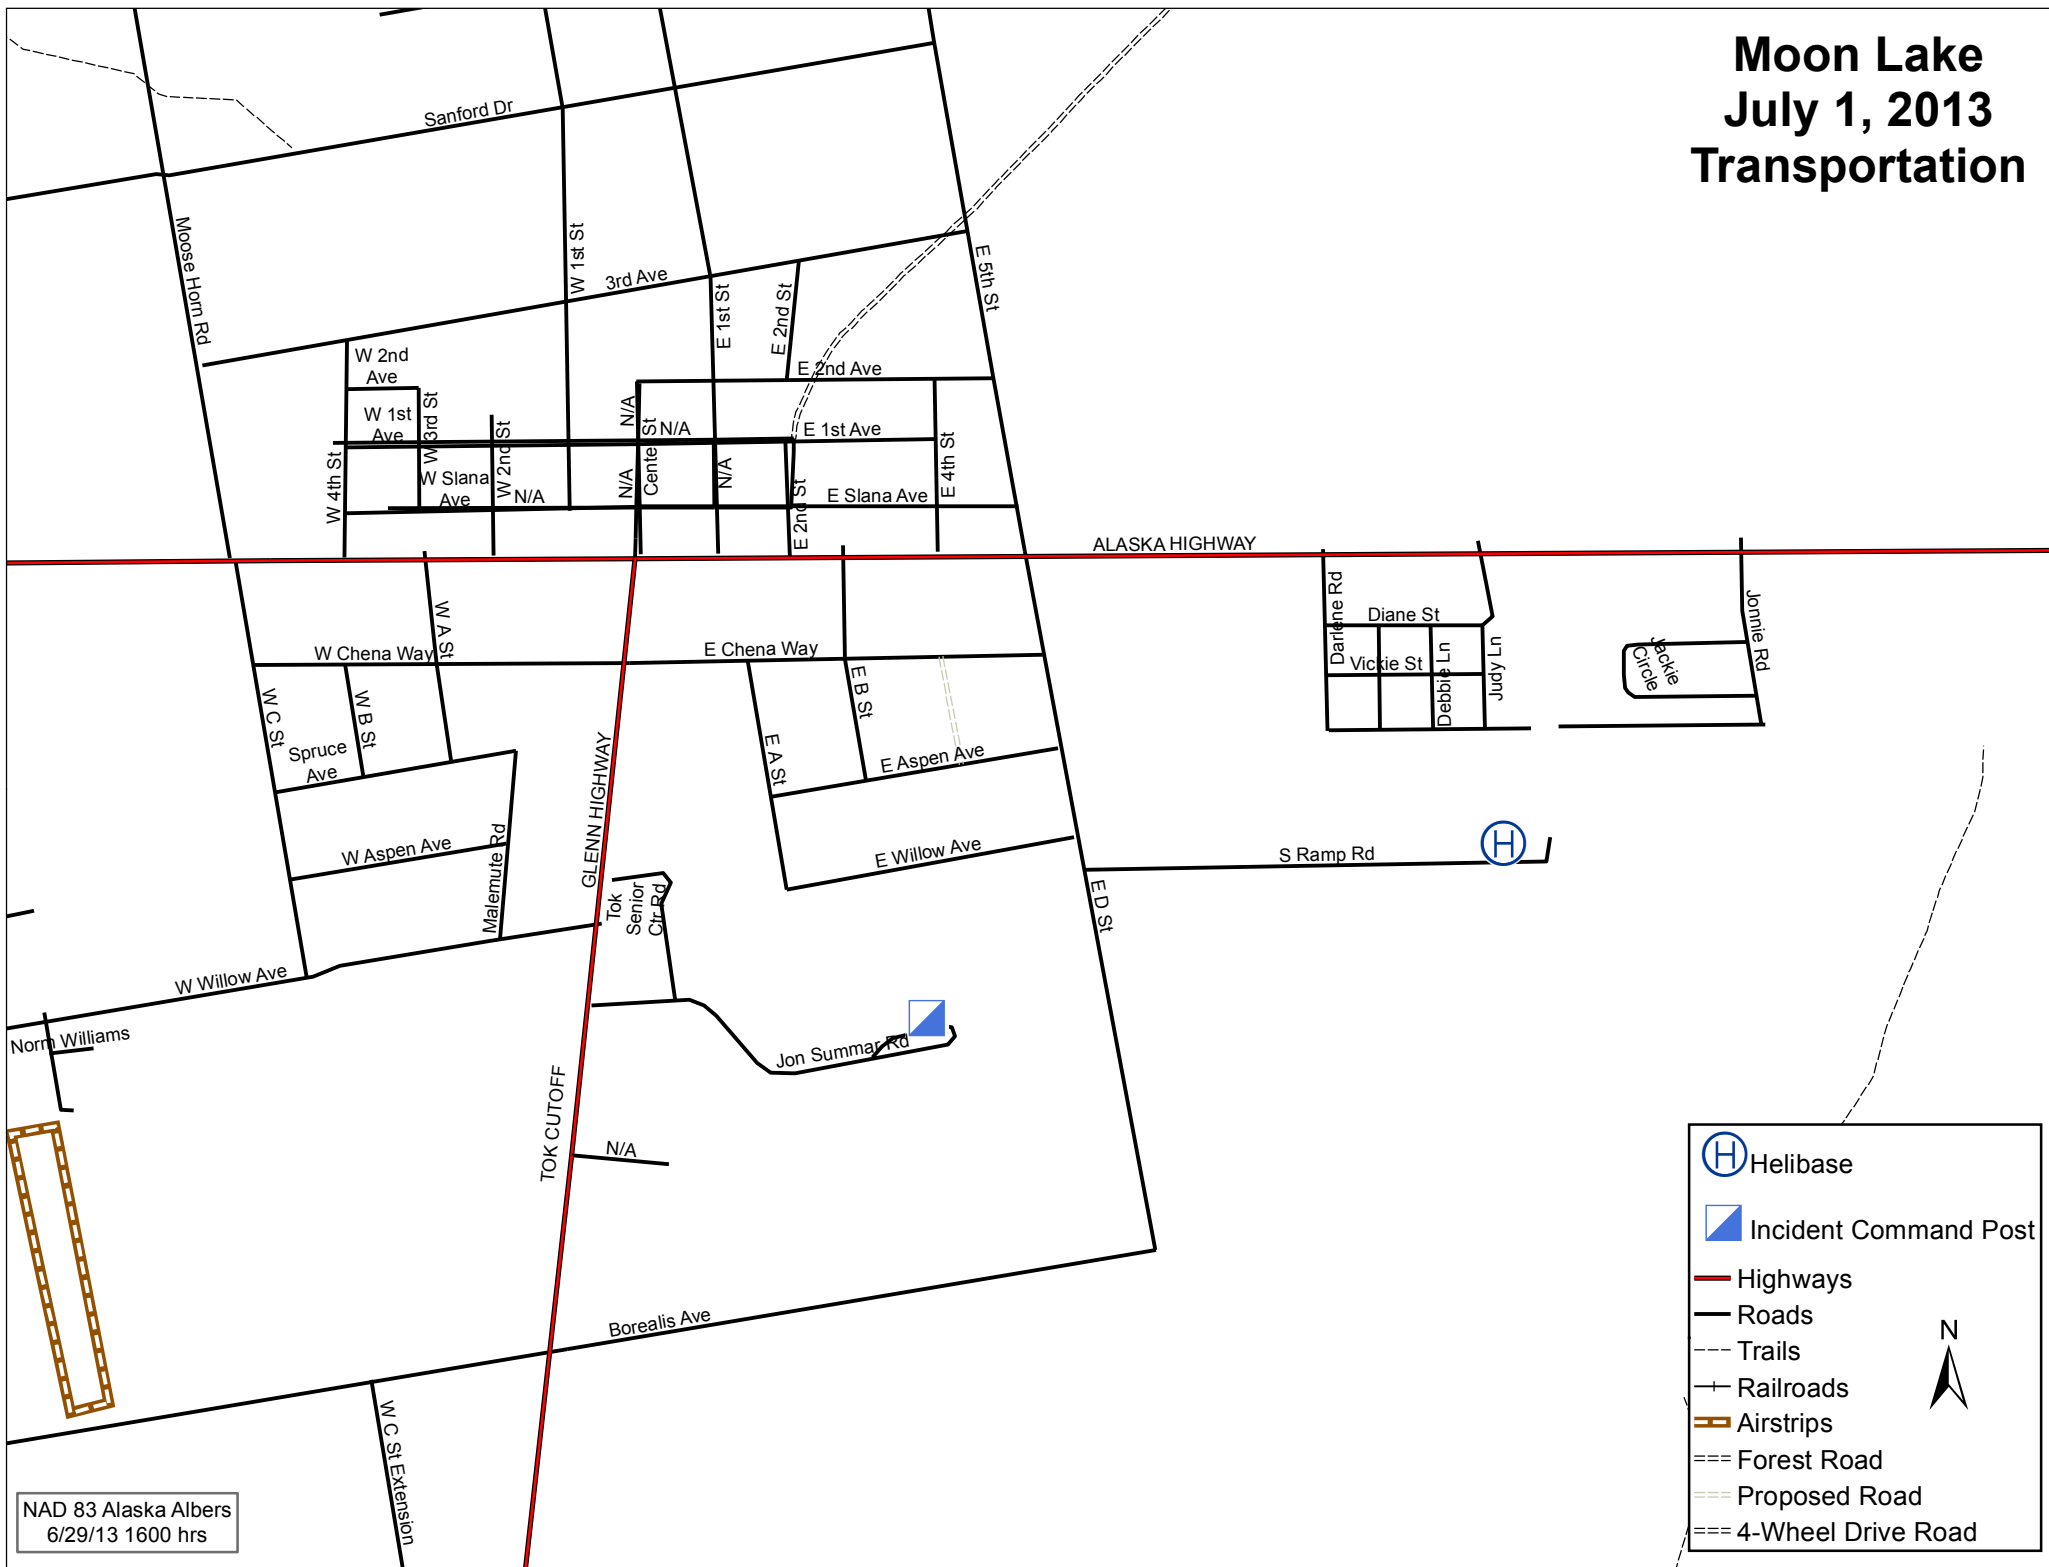 Moon Lake
July 1, 2013
Transportation
Sanford Dr
Moose Horn Rd
W 1st St
3rd Ave
E 1st St
E 2nd St
E 5th St
W 2nd
Ave
E 2nd Ave
W 1st
Ave
W 3rd St
W 2nd St
N/A
Center St
N/A
E 1st Ave
W 4th St
W Slana
Ave
N/A
N/A
N/A
E 2nd St
E Slana Ave
E 4th St
ALASKA HIGHWAY
W A St
W Chena Way
E Chena Way
Darlene Rd
Diane St
Vickie St
Debbie Ln
Judy Ln
Jackie
Circle
Jonnie Rd
W C St
W B St
Spruce
Ave
E A St
E B St
E Aspen Ave
GLENN HIGHWAY
W Aspen Ave
Malemute Rd
E Willow Ave
S Ramp Rd
Tok
Senior
Ctr Rd
E D St
W Willow Ave
Norm Williams
Jon Summar Rd
TOK CUTOFF
N/A
Borealis Ave
W C St Extension
Helibase
Incident Command Post
Highways
Roads
Trails
Railroads
Airstrips
Forest Road
Proposed Road
4-Wheel Drive Road
N
NAD 83 Alaska Albers
6/29/13 1600 hrs